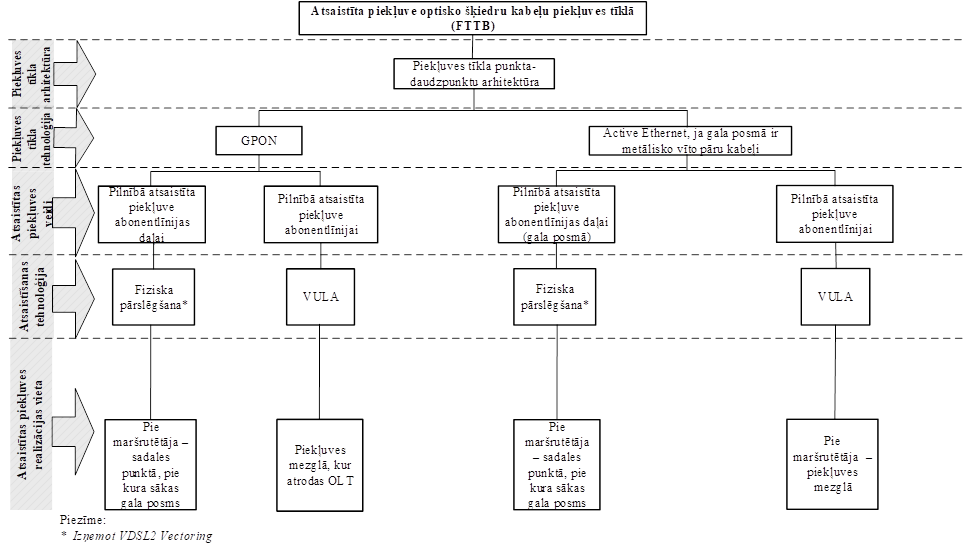 Atsaistīta piekļuve optisko šķiedru kabeļu piekļuves tīklā
(FTTB)
Piekļuves
tīkla
arhitektūra
Piekļuves tīkla punkta-
daudzpunktu arhitektūra
Piekļuves
tīkla
tehnoloģija
GPON
Active Ethernet, ja gala posmā ir
metālisko vīto pāru kabeļi
Atsaistītas
piekļuves
veidi
Pilnībā atsaistīta
piekļuve
abonentlīnijas
daļai
Pilnībā atsaistīta
piekļuve
abonentlīnijai
Pilnībā atsaistīta
piekļuve
abonentlīnijas daļai
(gala posmā)
Pilnībā atsaistīta
piekļuve
abonentlīnijai
Atsaistīšanas
tehnoloģija
Fiziska
pārslēgšana*
VULA
Fiziska
pārslēgšana*
VULA
Atsaistītas piekļuves
realizācijas vieta
Pie
maršrutētāja –
sadales
punktā, pie
kura sākas
gala posms
Piekļuves
mezglā, kur
atrodas OLT
Pie
maršrutētāja
– sadales
punktā, pie
kura sākas
gala posms
Pie
maršrutētāja –
piekļuves
mezglā
Piezīme:
* Izņemot VDSL2 Vectoring